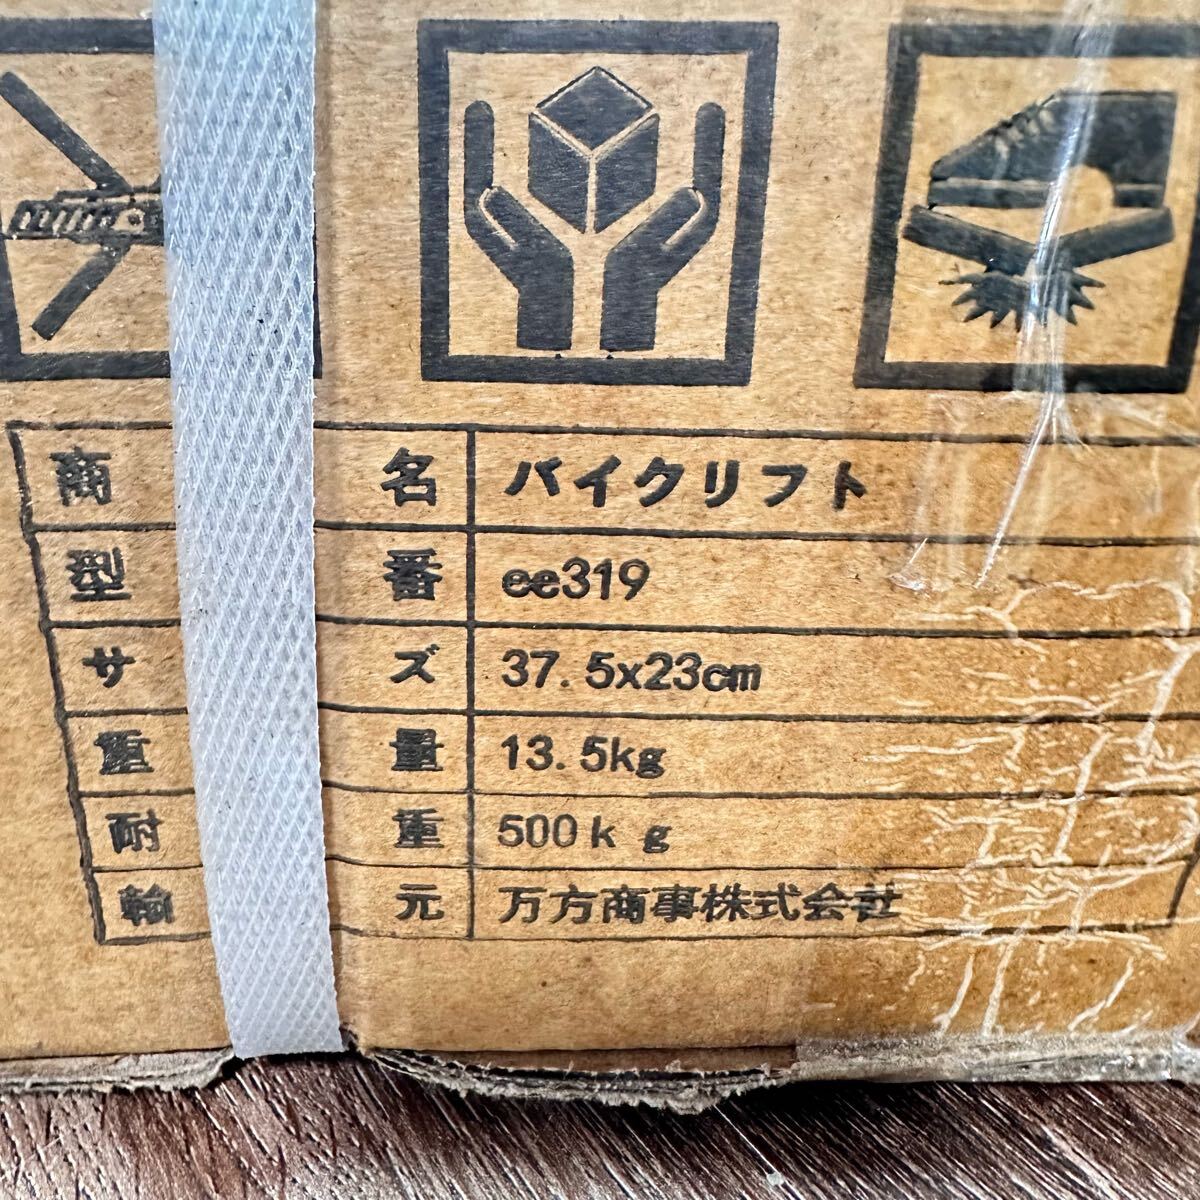 商名 バイクリフト
型番 ee319
サイズ 37.5x23cm
重量 13.5kg
耐重 500kg
輸元 万方商事株式会社